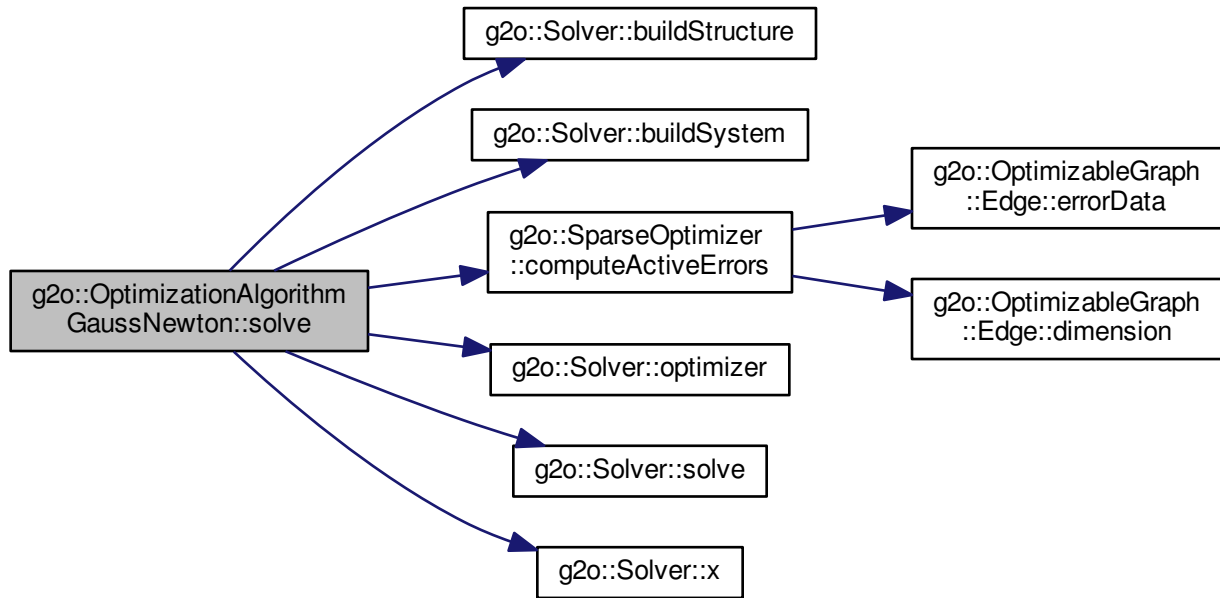 g2o::Solver::buildStructure
g2o::Solver::buildSystem
g2o::OptimizableGraph
::Edge::errorData
g2o::SparseOptimizer
::computeActiveErrors
g2o::OptimizationAlgorithm
GaussNewton::solve
g2o::OptimizableGraph
::Edge::dimension
g2o::Solver::optimizer
g2o::Solver::solve
g2o::Solver::x